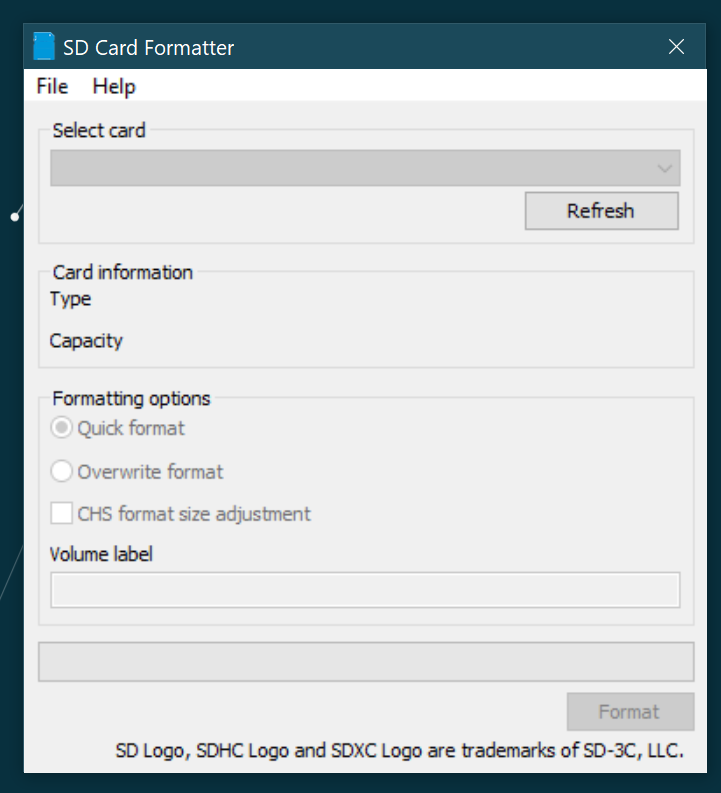 SD Card Formatter
File Help
Select card
Refresh
Card information
Type
Capacity
Formatting options
Quick format
Overwrite format
CHS format size adjustment
Volume label
Format
SD Logo, SDHC Logo and SDXC Logo are trademarks of SD-3C, LLC.